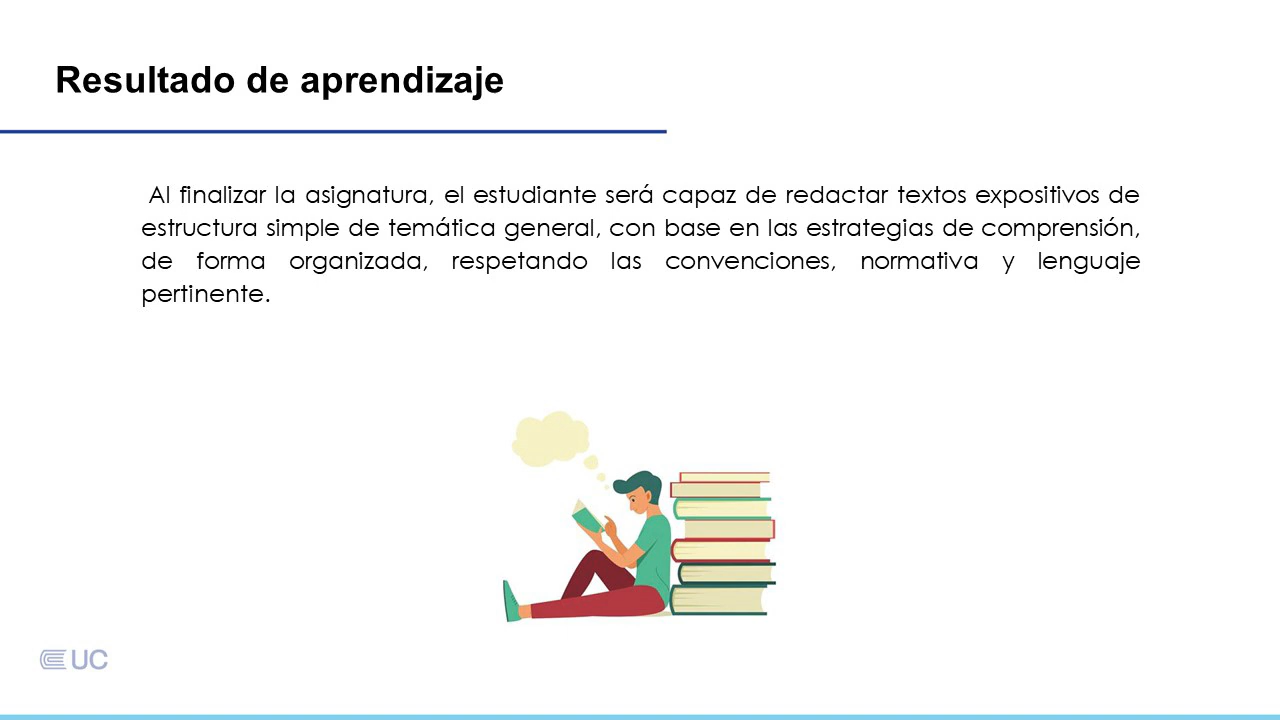 Resultado de aprendizaje
Al finalizar la asignatura, el estudiante será capaz de redactar textos expositivos de
estructura simple de temática general, con base en las estrategias de comprensión,
de forma organizada, respetando las convenciones, normativa y lenguaje
pertinente.
UC